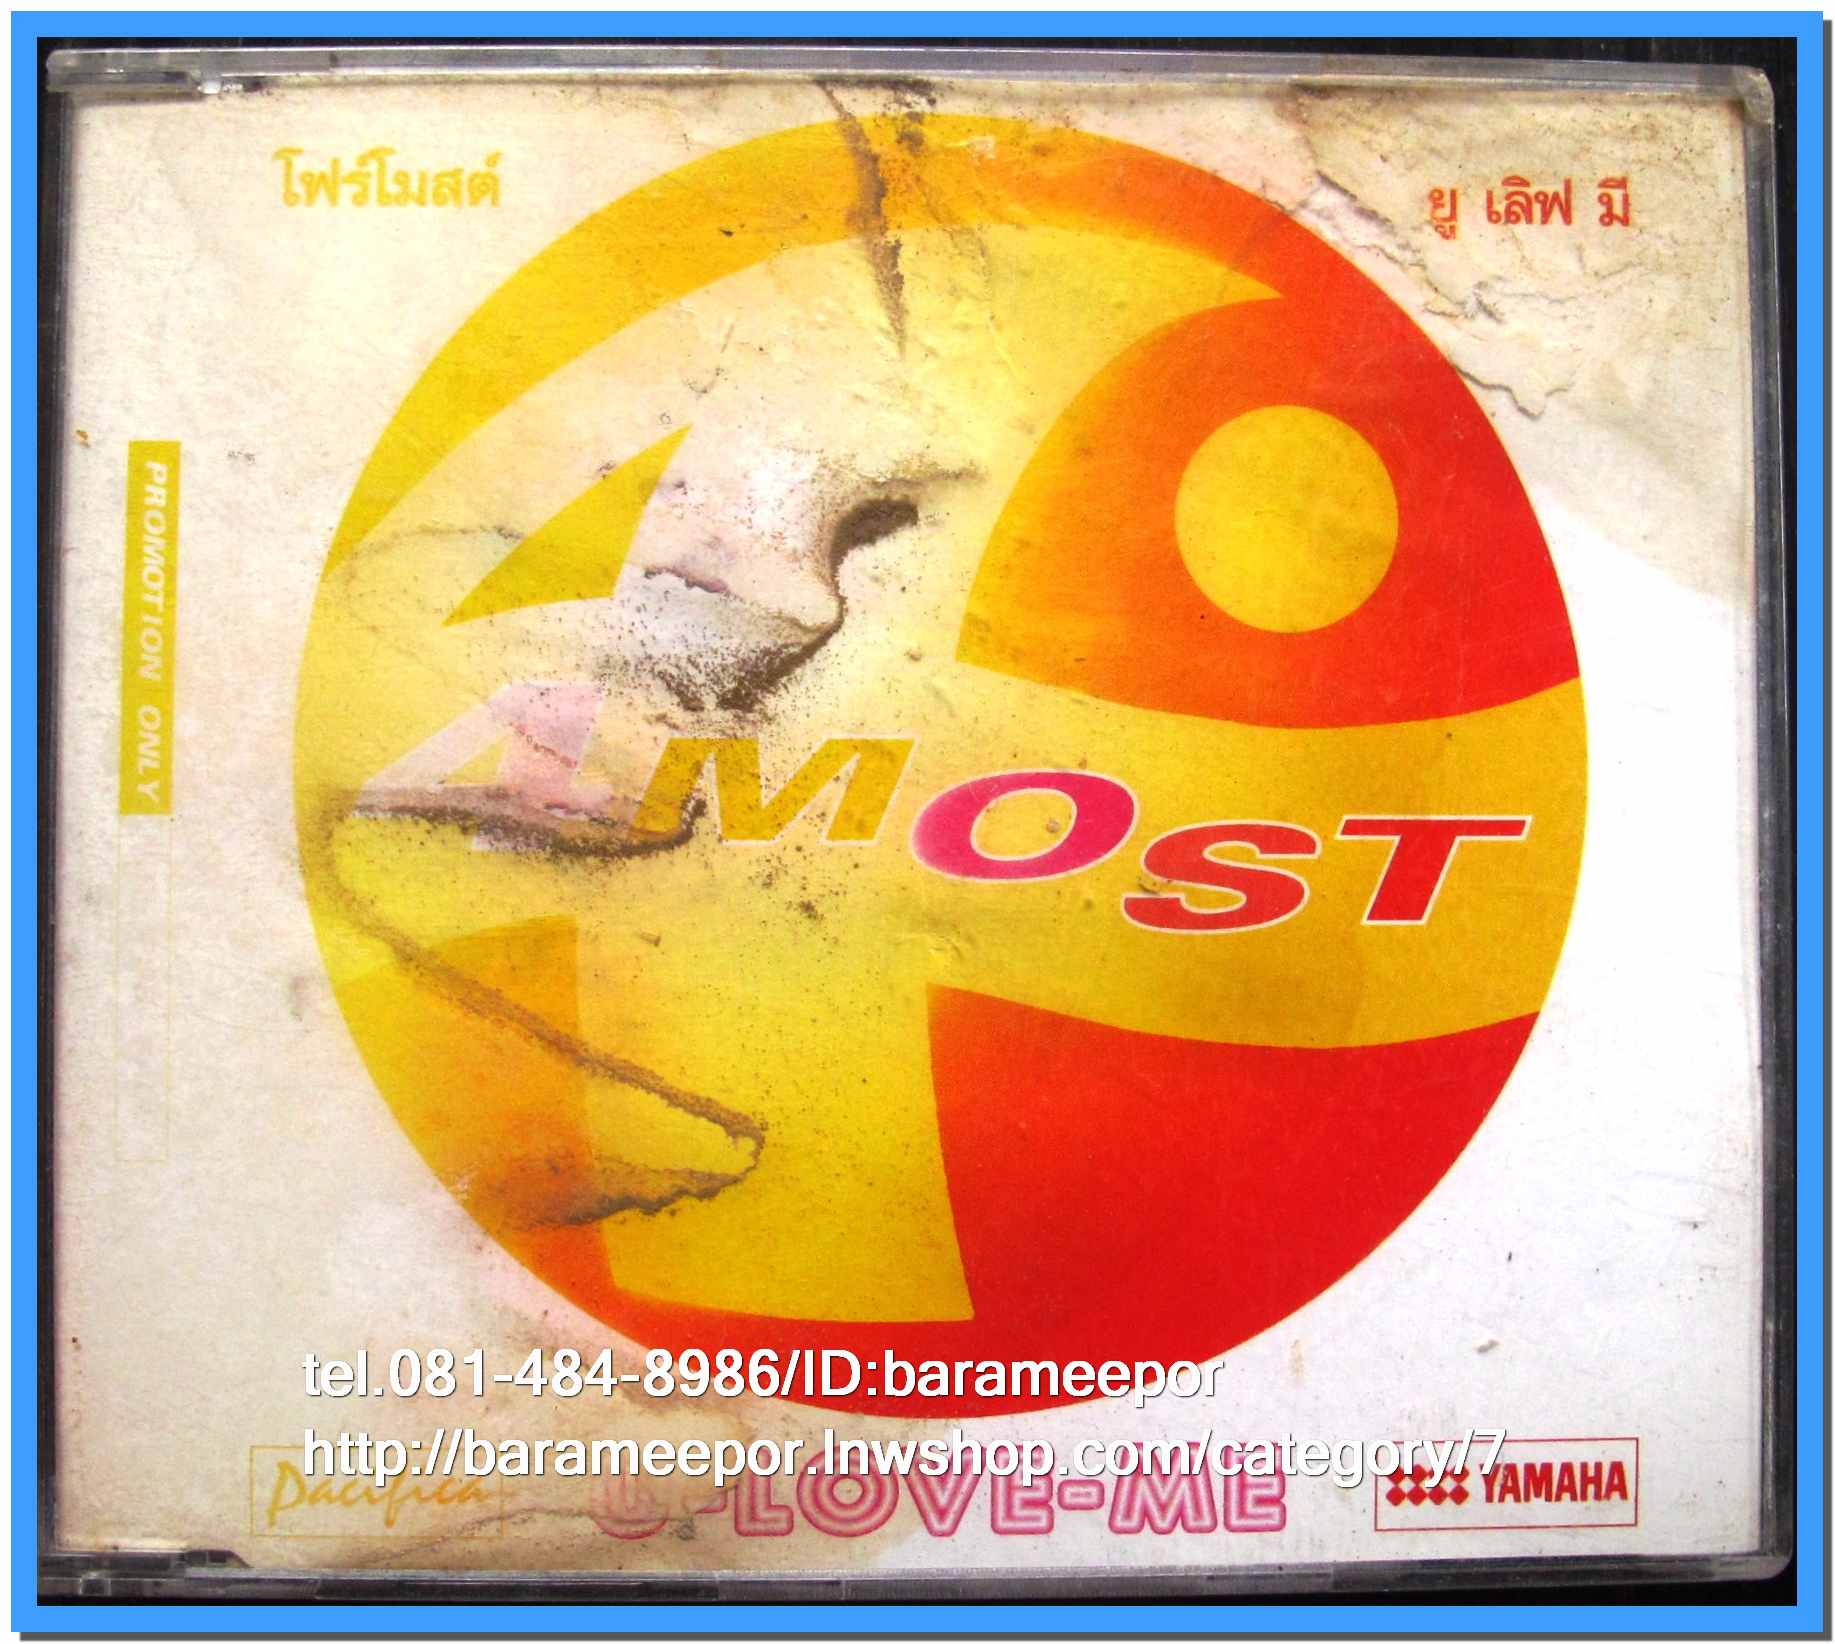 โฟร์โมสต์
ยู เลิฟ มี
PROMOTION ONLY
4MOST
tel.081-484-8986/ID:barameepor
http://barameepor.lnwshop.com/category/7
Pacifica
U-LOVE-ME
YAMAHA